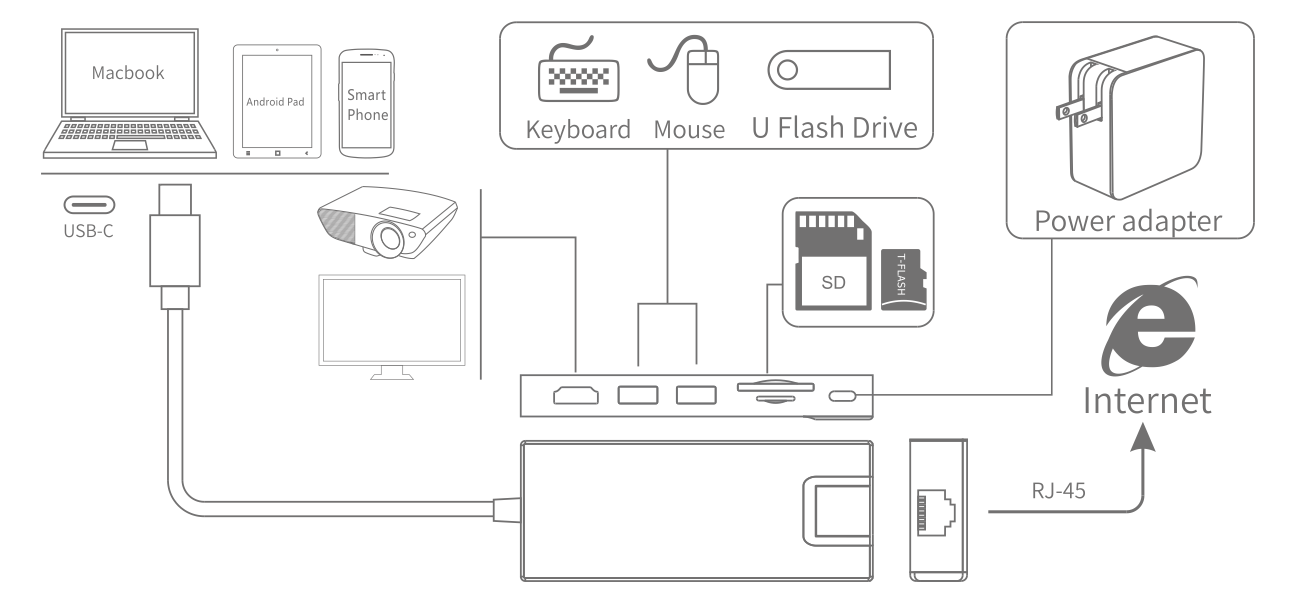 Macbook
Android Pad
Smart
Phone
USB-C
Keyboard
Mouse
U Flash Drive
Power adapter
SD
T-FLASH
Internet
RJ-45